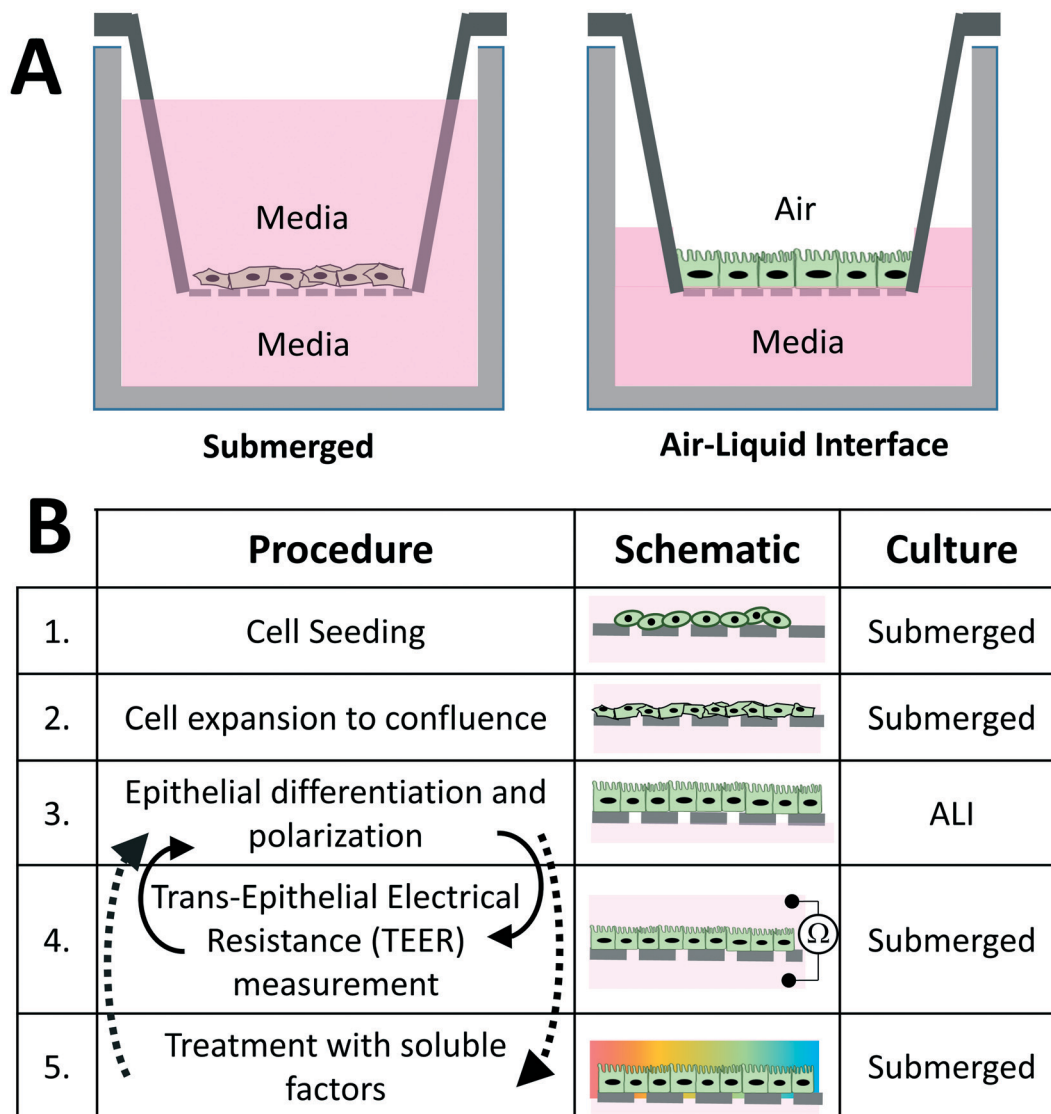 A
Media
Media
Submerged
Air
Media
Air-Liquid Interface
B
Procedure Schematic Culture
1. Cell Seeding Submerged
2. Cell expansion to confluence Submerged
3. Epithelial differentiation and
polarization ALI
4. Trans-Epithelial Electrical
Resistance (TEER)
measurement Ω Submerged
5. Treatment with soluble
factors Submerged